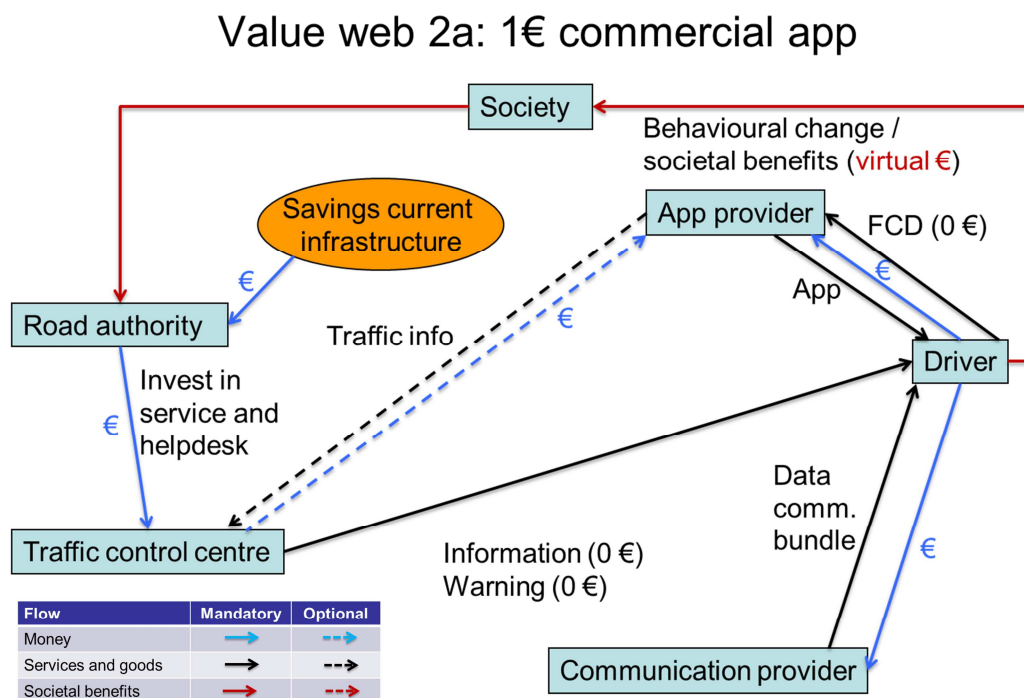 Value web 2a: 1€ commercial app
Society
Behavioural change /
societal benefits (virtual €)
Savings current
infrastructure
App provider
FCD (0 €)
€
€
App
Road authority
Traffic info
€
Driver
Invest in
service and
helpdesk
€
Data
comm.
bundle
€
Traffic control centre
Information (0 €)
Warning (0 €)
Flow Mandatory Optional
Money
Services and goods
Societal benefits
Communication provider